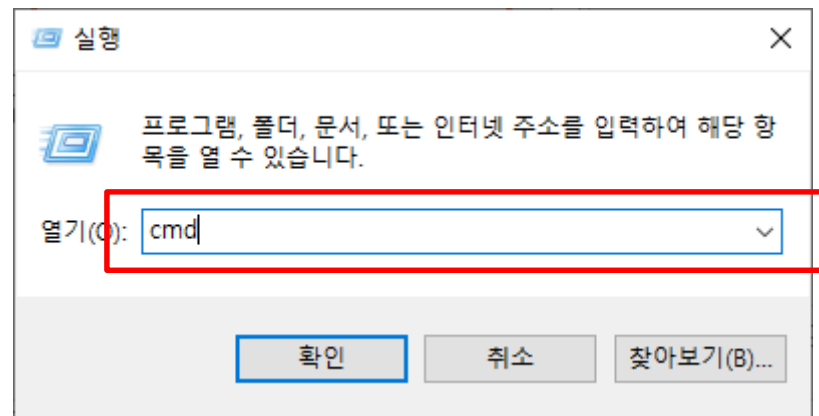 실행
프로그램, 폴더, 문서, 또는 인터넷 주소를 입력하여 해당 항
목을 열 수 있습니다.
열기(O): cmd
확인 취소 찾아보기(B)...